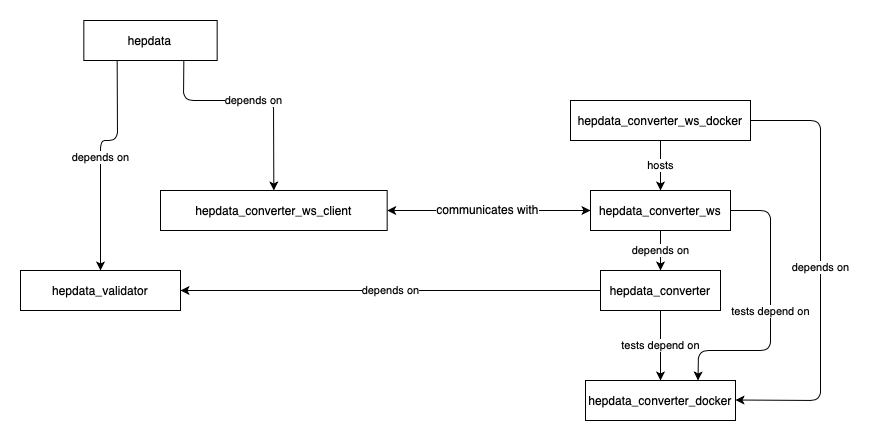 hepdata
depends on
hepdata_converter_ws_docker
depends on
hosts
hepdata_converter_ws_client
communicates with
hepdata_converter_ws
depends on
depends on
hepdata_validator
depends on
hepdata_converter
tests depend on
tests depend on
hepdata_converter_docker